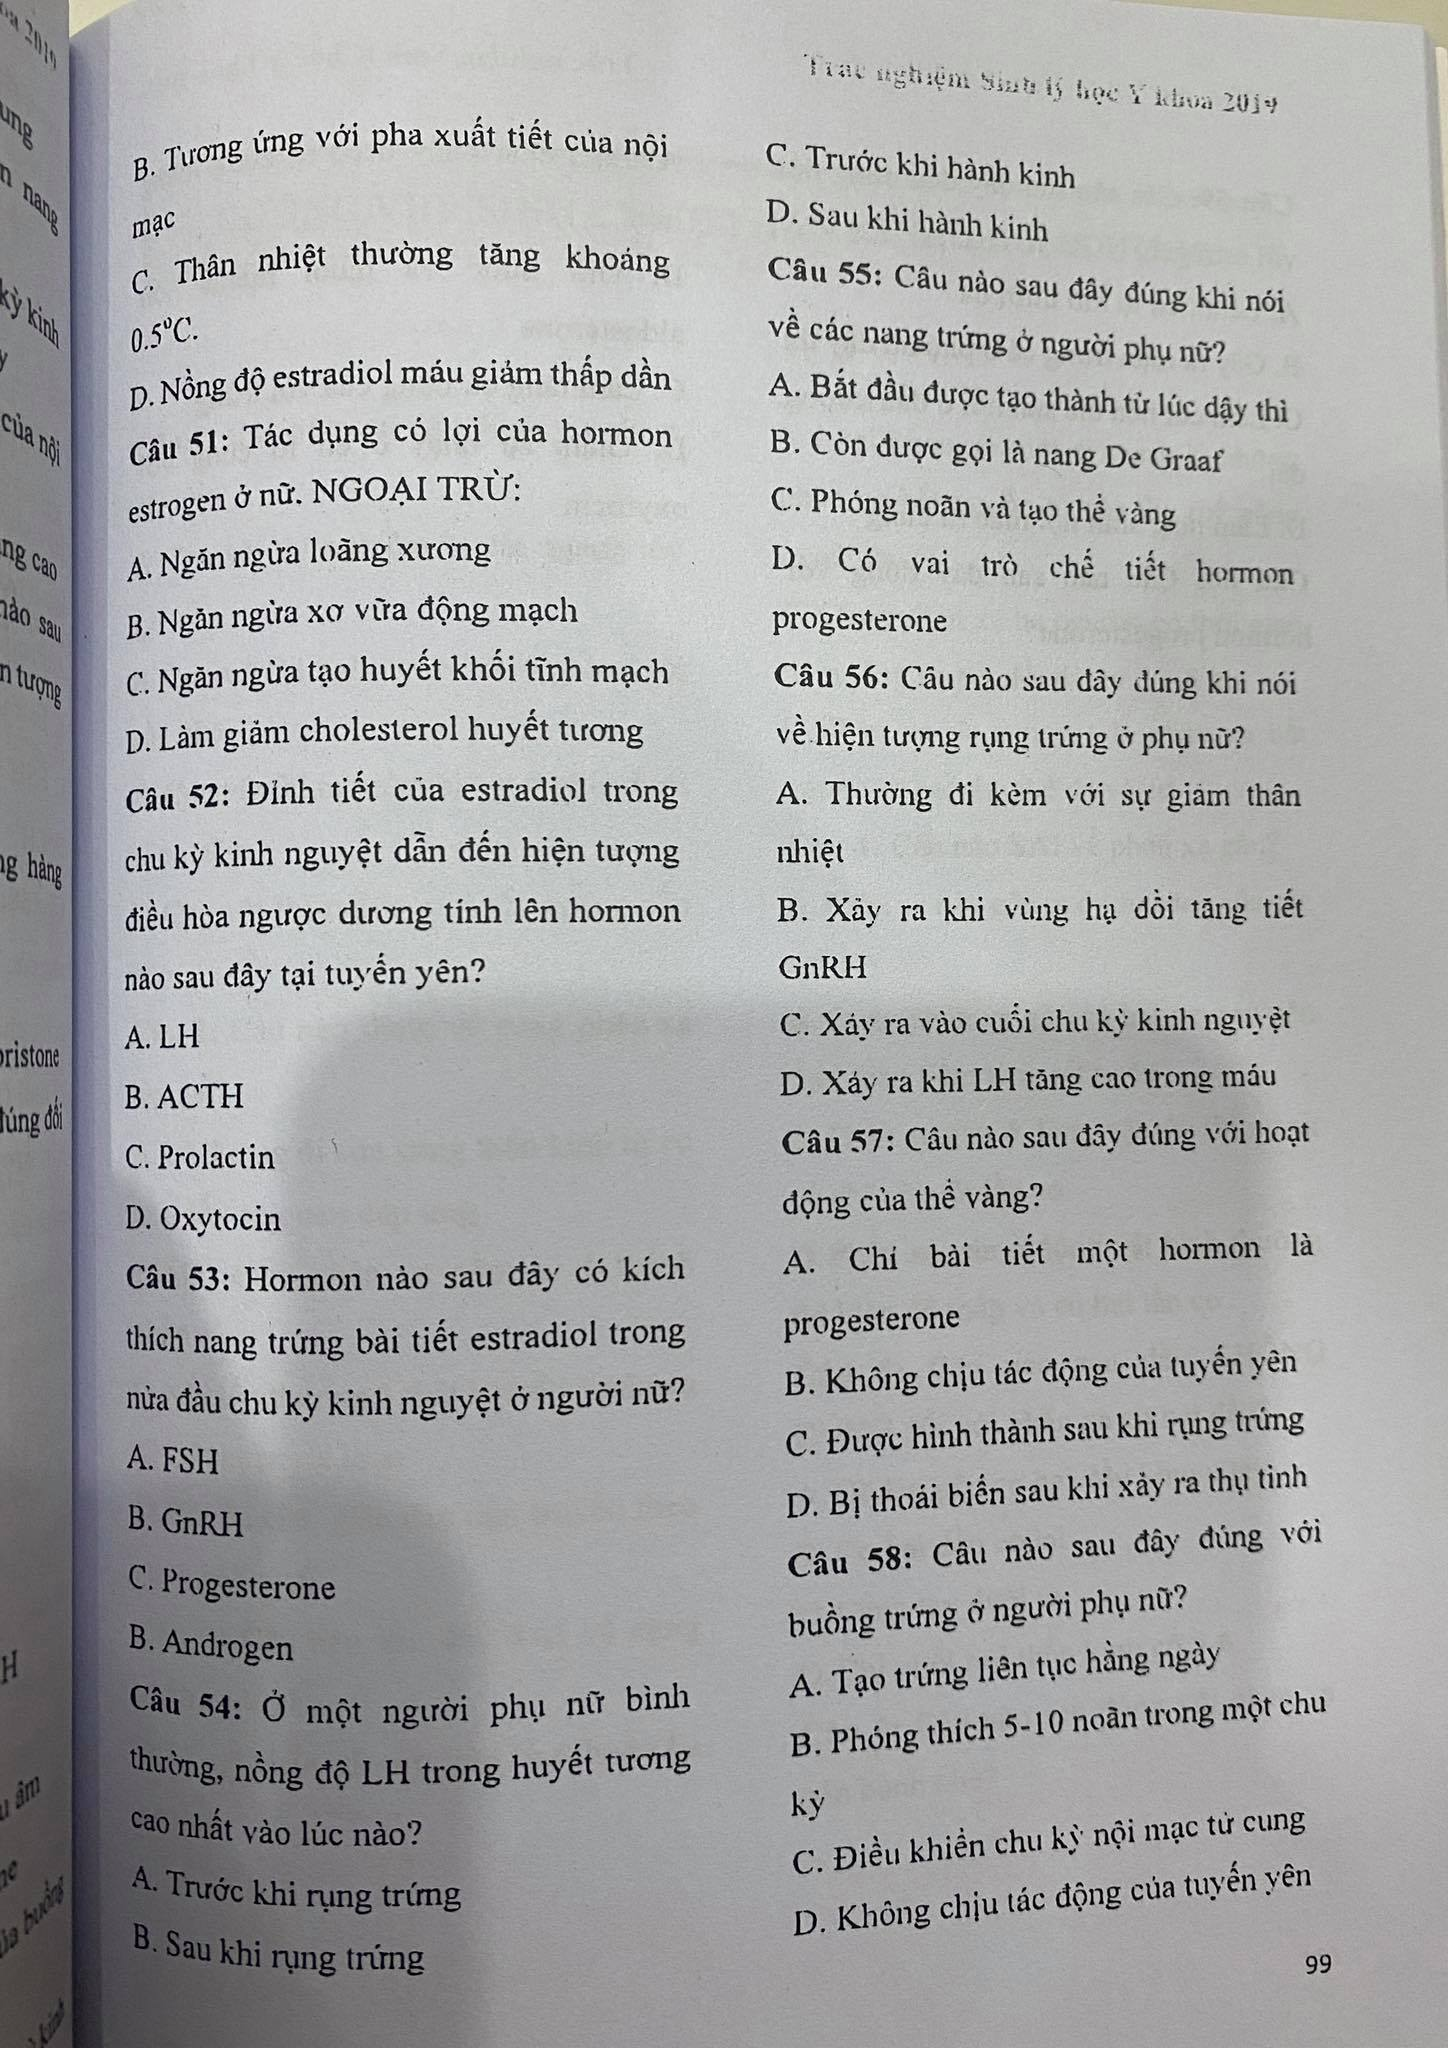 Trắc nghiệm Sinh lý học Y khoa 2019
B. Tương ứng với pha xuất tiết của nội
mạc
C. Thân nhiệt thường tăng khoảng
0.5⁰C.
D. Nồng độ estradiol máu giảm thấp dần
Câu 51: Tác dụng có lợi của hormon
estrogen ở nữ. NGOẠI TRỪ:
A. Ngăn ngừa loãng xương
B. Ngăn ngừa xơ vữa động mạch
C. Ngăn ngừa tạo huyết khối tĩnh mạch
D. Làm giảm cholesterol huyết tương
Câu 52: Đỉnh tiết của estradiol trong
chu kỳ kinh nguyệt dẫn đến hiện tượng
điều hòa ngược dương tính lên hormon
nào sau đây tại tuyến yên?
A. LH
B. ACTH
C. Prolactin
D. Oxytocin
Câu 53: Hormon nào sau đây có kích
thích nang trứng bài tiết estradiol trong
nửa đầu chu kỳ kinh nguyệt ở người nữ?
A. FSH
B. GnRH
C. Progesterone
B. Androgen
Câu 54: Ở một người phụ nữ bình
thường, nồng độ LH trong huyết tương
cao nhất vào lúc nào?
A. Trước khi rụng trứng
B. Sau khi rụng trứng
C. Trước khi hành kinh
D. Sau khi hành kinh
Câu 55: Câu nào sau đây đúng khi nói
về các nang trứng ở người phụ nữ?
A. Bắt đầu được tạo thành từ lúc dậy thì
B. Còn được gọi là nang De Graaf
C. Phóng noãn và tạo thể vàng
D. Có vai trò chế tiết hormon
progesterone
Câu 56: Câu nào sau đây đúng khi nói
về hiện tượng rụng trứng ở phụ nữ?
A. Thường đi kèm với sự giảm thân
nhiệt
B. Xảy ra khi vùng hạ đồi tăng tiết
GnRH
C. Xảy ra vào cuối chu kỳ kinh nguyệt
D. Xảy ra khi LH tăng cao trong máu
Câu 57: Câu nào sau đây đúng với hoạt
động của thể vàng?
A. Chỉ bài tiết một hormon là
progesterone
B. Không chịu tác động của tuyến yên
C. Được hình thành sau khi rụng trứng
D. Bị thoái biến sau khi xảy ra thụ tinh
Câu 58: Câu nào sau đây đúng với
buồng trứng ở người phụ nữ?
A. Tạo trứng liên tục hằng ngày
B. Phóng thích 5-10 noãn trong một chu
kỳ
C. Điều khiển chu kỳ nội mạc tử cung
D. Không chịu tác động của tuyến yên
99